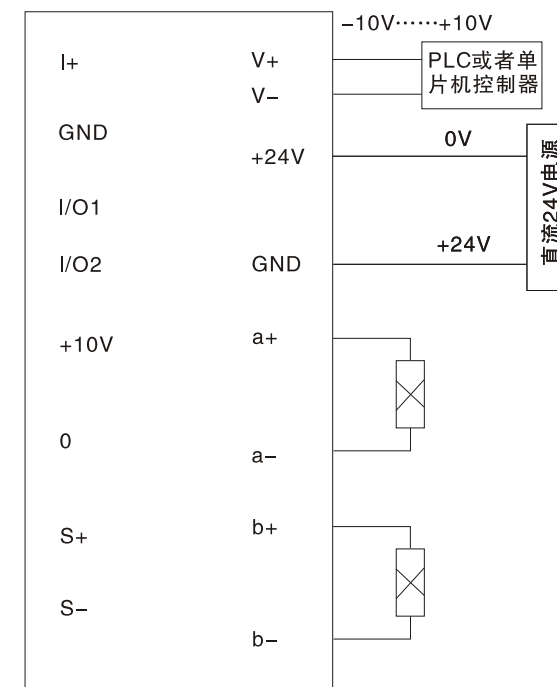 −10V······+10V
I+
V+
PLC或者单
片机控制器
V−
GND
+24V
0V
直流24V电源
I/O1
I/O2
GND
+24V
+10V
a+
0
a−
S+
b+
S−
b−